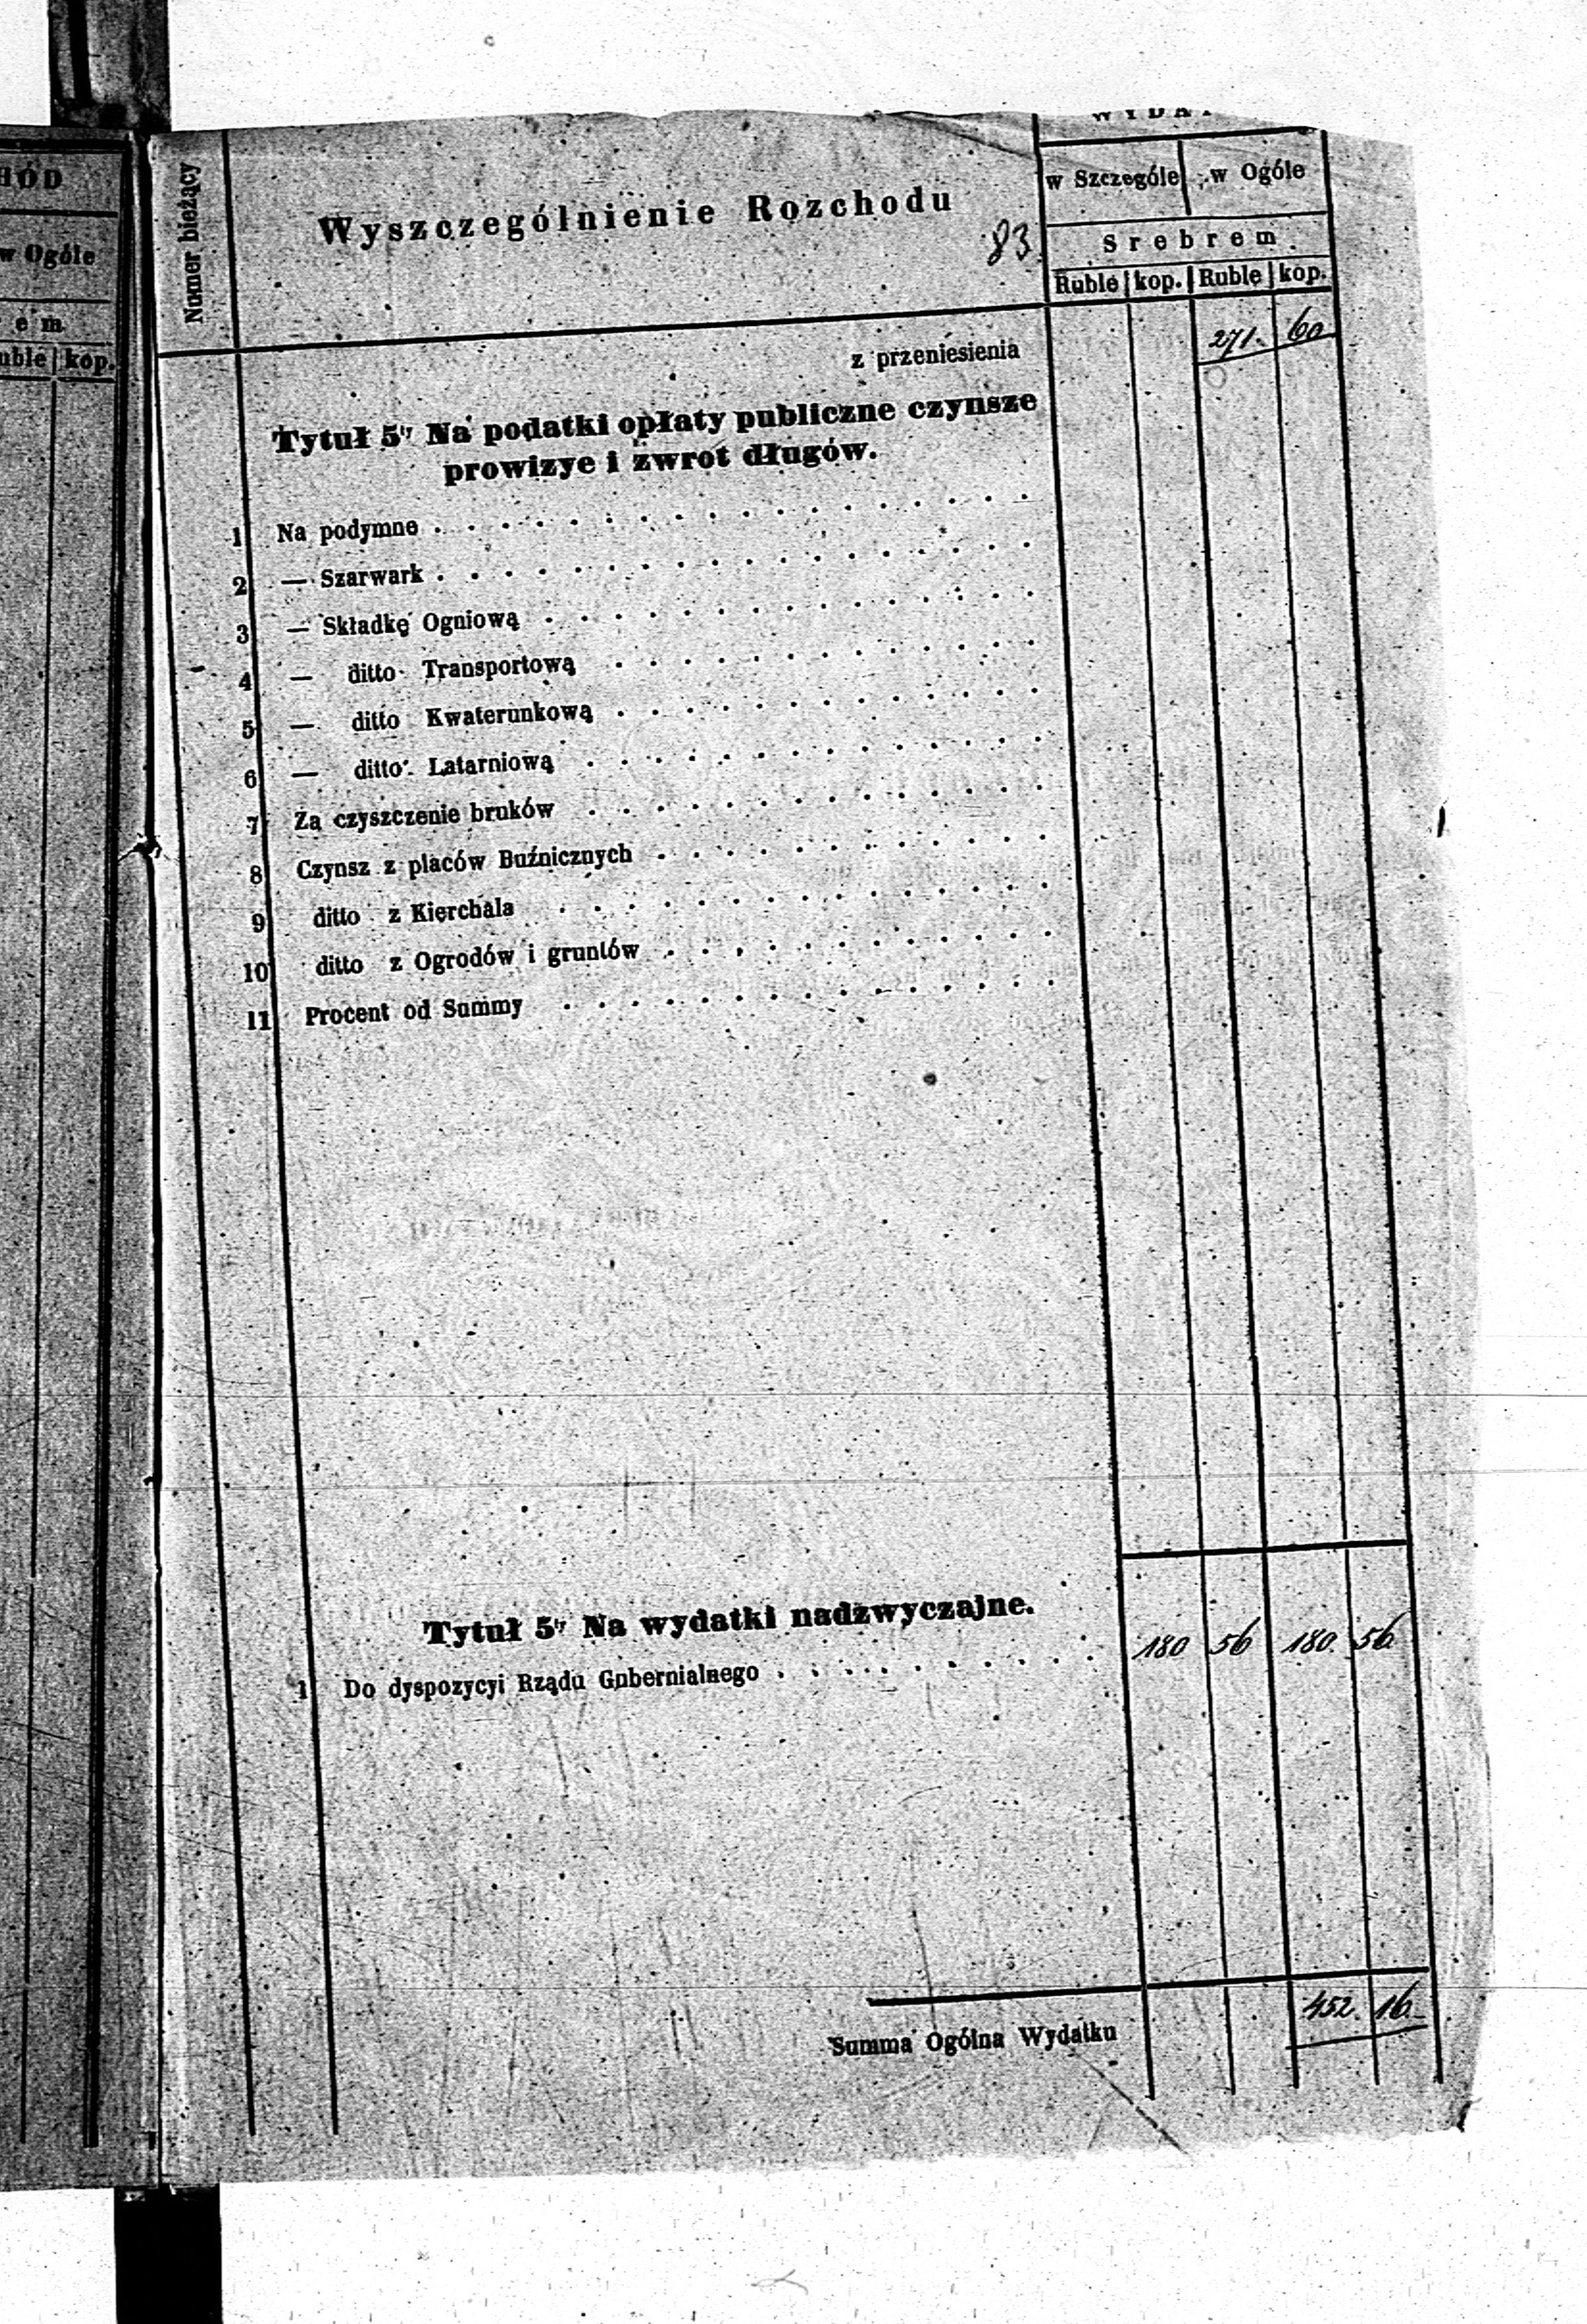 HÓD
w Ogóle
e m
uble kop.
WYDAT
Numer bieżący
Wyszczególnienie Rozchodu
w Szczególe w Ogóle
83.
Srebrem
Ruble kop. Ruble kop.
z przeniesienia 271. 60
Tytuł 5ty Na podatki opłaty publiczne czynsze
prowizye i zwrot długów.
1 Na podymne
2 — Szarwark
3 — Składkę Ogniową
4 — ditto Transportową
5 — ditto Kwaterunkową
6 — ditto Latarniową
7 Za czyszczenie bruków
8 Czynsz z placów Buźnicznych
9 ditto z Kierchala
10 ditto z Ogrodów i gruntów
11 Procent od Summy
Tytuł 5ty Na wydatki nadzwyczajne.
1 Do dyspozycyi Rządu Gubernialnego 180 56 180 56
Summa Ogólna Wydatku 452. 16